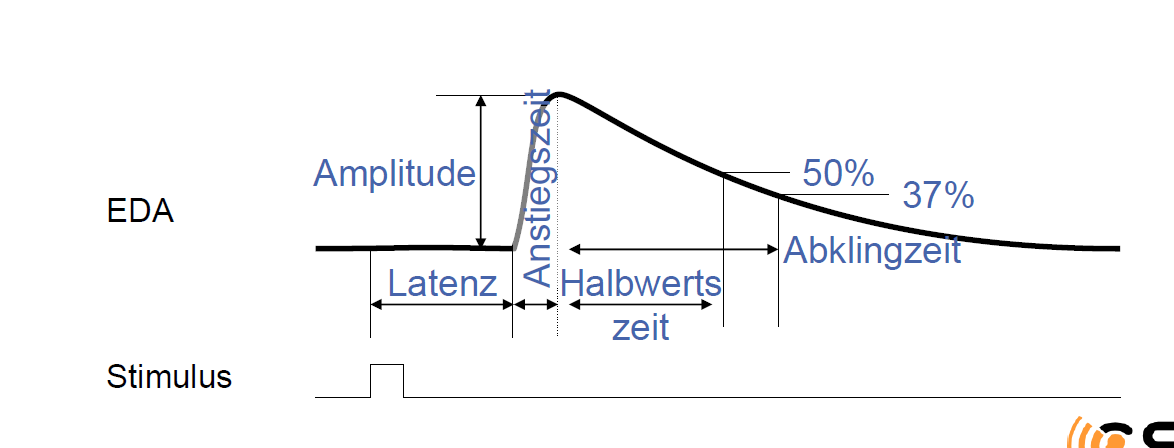 Anstiegszeit
Amplitude
50%
37%
EDA
Abklingzeit
Latenz
Halbwerts
zeit
Stimulus